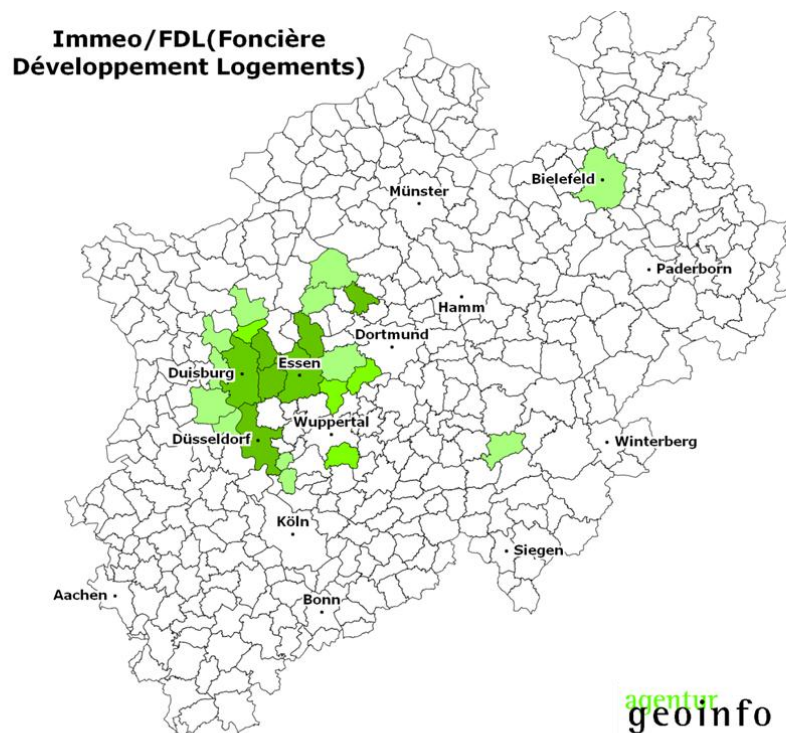 Immeo/FDL(Foncière
Développement Logements)
Bielefeld
Münster
Paderborn
Hamm
Dortmund
Essen
Duisburg
Wuppertal
Düsseldorf
Winterberg
Köln
Siegen
Aachen
Bonn
agentur
geoinfo